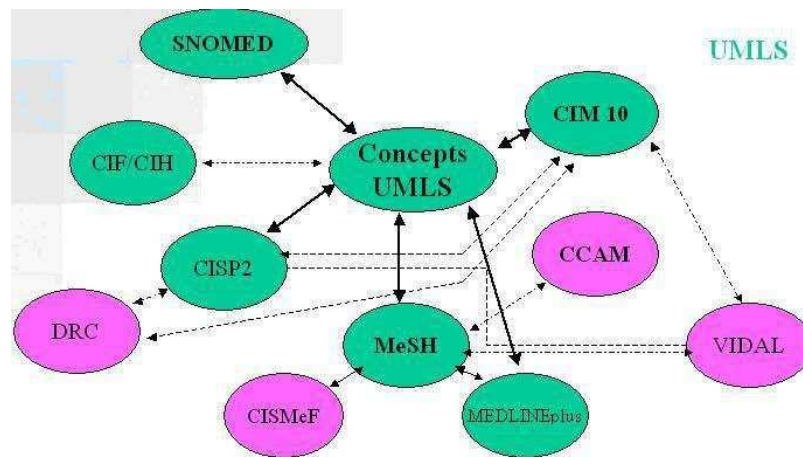 SNOMED
UMLS
CIM 10
CIF/CIH
Concepts
UMLS
CISP2
CCAM
DRC
MeSH
VIDAL
CISMeF
MEDLINEplus